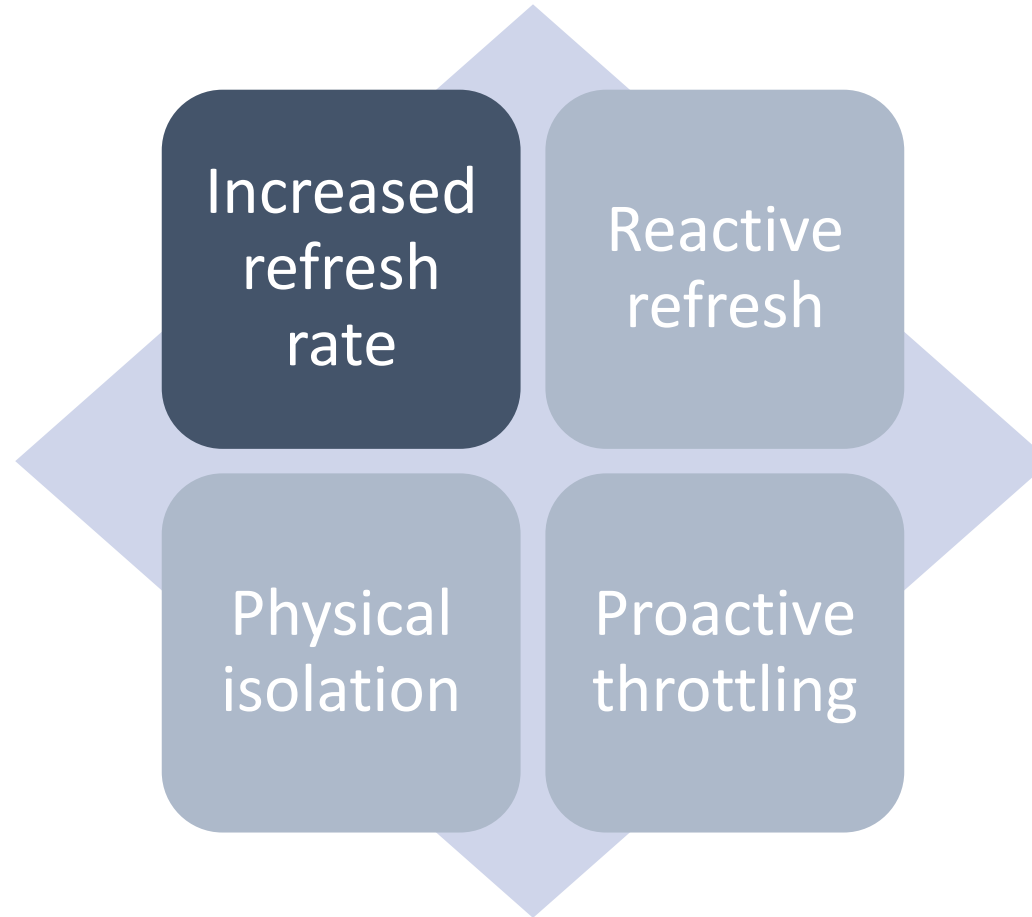 Increased
refresh
rate
Reactive
refresh
Physical
isolation
Proactive
throttling